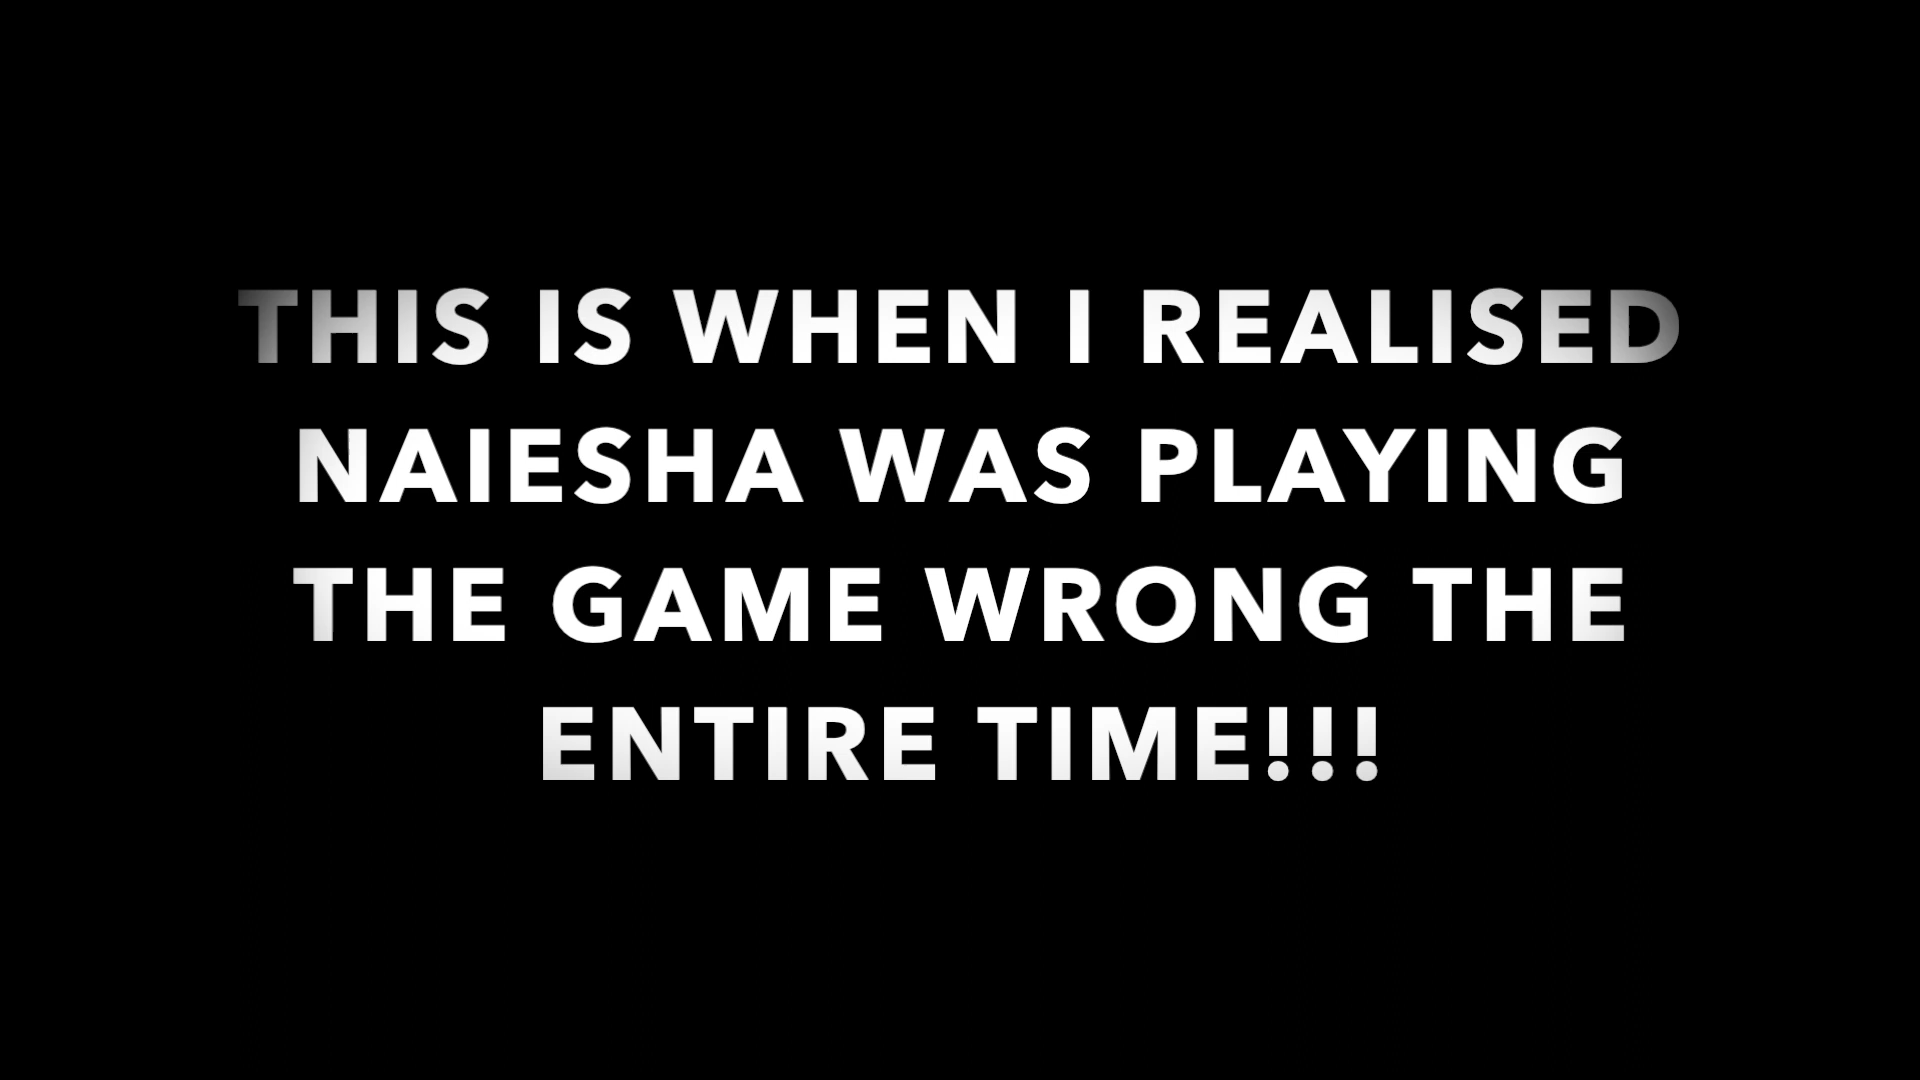 THIS IS WHEN I REALISED
NAIESHA WAS PLAYING
THE GAME WRONG THE
ENTIRE TIME!!!